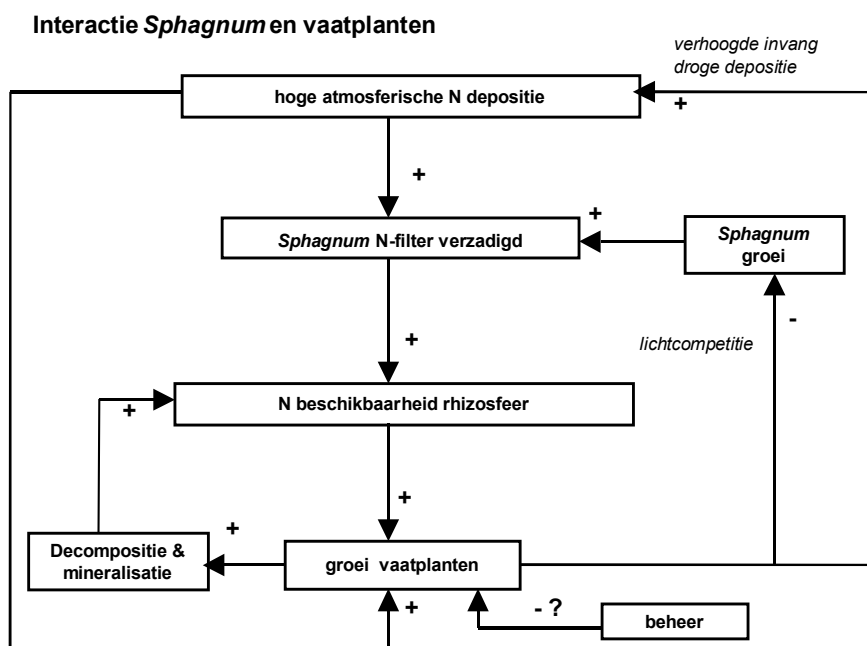 Interactie Sphagnum en vaatplanten
verhoogde invang
droge depositie
hoge atmosferische N depositie
+
+
+
Sphagnum N-filter verzadigd
Sphagnum
groei
-
+
lichtcompetitie
N beschikbaarheid rhizosfeer
+
+
+
Decompositie &
mineralisatie
groei vaatplanten
+
- ?
beheer